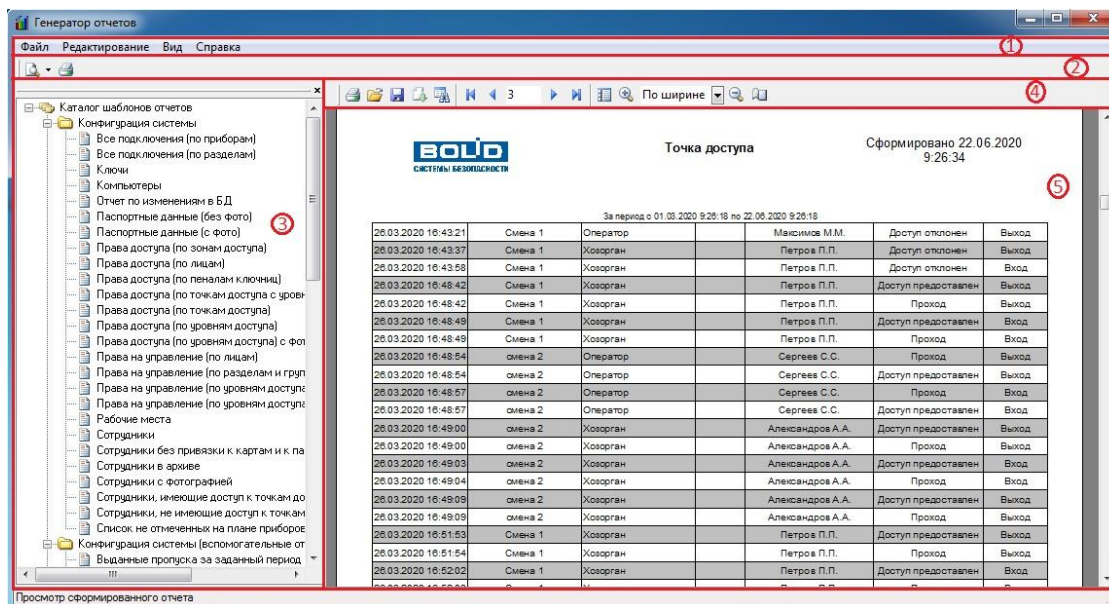 Генератор отчетов
Файл Редактирование Вид Справка
1
2
3 По ширине
4
Каталог шаблонов отчетов
Конфигурация системы
Все подключения (по приборам)
Все подключения (по разделам)
Ключи
Компьютеры
Отчет по изменениям в БД
Паспортные данные (без фото)
Паспортные данные (с фото)
Права доступа (по зонам доступа)
Права доступа (по лицам)
Права доступа (по пеналам ключниц)
Права доступа (по точкам доступа с уровн
Права доступа (по точкам доступа)
Права доступа (по уровням доступа)
Права доступа (по уровням доступа) с фот
Права на управление (по лицам)
Права на управление (по разделам и груп
Права на управление (по уровням доступа
Права на управление (по уровням доступа
Рабочие места
Сотрудники
Сотрудники без привязки к картам и к па
Сотрудники в архиве
Сотрудники с фотографией
Сотрудники, имеющие доступ к точкам до
Сотрудники, не имеющие доступ к точкам
Список не отмеченных на плане приборов
Конфигурация системы (вспомогательные от
Выданные пропуска за заданный период
3
BOLID
СИСТЕМЫ БЕЗОПАСНОСТИ
Точка доступа
Сформировано 22.06.2020
9:26:34
5
За период с 01.03.2020 9:26:18 по 22.06.2020 9:26:18
26.03.2020 16:43:21 Смена 1 Оператор Максимов М.М. Доступ отклонен Выход
26.03.2020 16:43:37 Смена 1 Хозорган Петров П.П. Доступ отклонен Выход
26.03.2020 16:43:58 Смена 1 Хозорган Петров П.П. Доступ отклонен Вход
26.03.2020 16:48:42 Смена 1 Хозорган Петров П.П. Доступ предоставлен Выход
26.03.2020 16:48:42 Смена 1 Хозорган Петров П.П. Проход Выход
26.03.2020 16:48:49 Смена 1 Хозорган Петров П.П. Доступ предоставлен Вход
26.03.2020 16:48:49 Смена 1 Хозорган Петров П.П. Проход Вход
26.03.2020 16:48:54 смена 2 Оператор Сергеев С.С. Проход Выход
26.03.2020 16:48:54 смена 2 Оператор Сергеев С.С. Доступ предоставлен Выход
26.03.2020 16:48:57 смена 2 Оператор Сергеев С.С. Проход Вход
26.03.2020 16:48:57 смена 2 Оператор Сергеев С.С. Доступ предоставлен Вход
26.03.2020 16:49:00 смена 2 Хозорган Александров А.А. Доступ предоставлен Выход
26.03.2020 16:49:00 смена 2 Хозорган Александров А.А. Проход Выход
26.03.2020 16:49:03 смена 2 Хозорган Александров А.А. Доступ предоставлен Вход
26.03.2020 16:49:04 смена 2 Хозорган Александров А.А. Проход Вход
26.03.2020 16:49:09 смена 2 Хозорган Александров А.А. Доступ предоставлен Выход
26.03.2020 16:49:09 смена 2 Хозорган Александров А.А. Проход Выход
26.03.2020 16:51:53 Смена 1 Хозорган Петров П.П. Доступ предоставлен Выход
26.03.2020 16:51:54 Смена 1 Хозорган Петров П.П. Проход Выход
26.03.2020 16:52:02 Смена 1 Хозорган Петров П.П. Доступ предоставлен Вход
Просмотр сформированного отчета